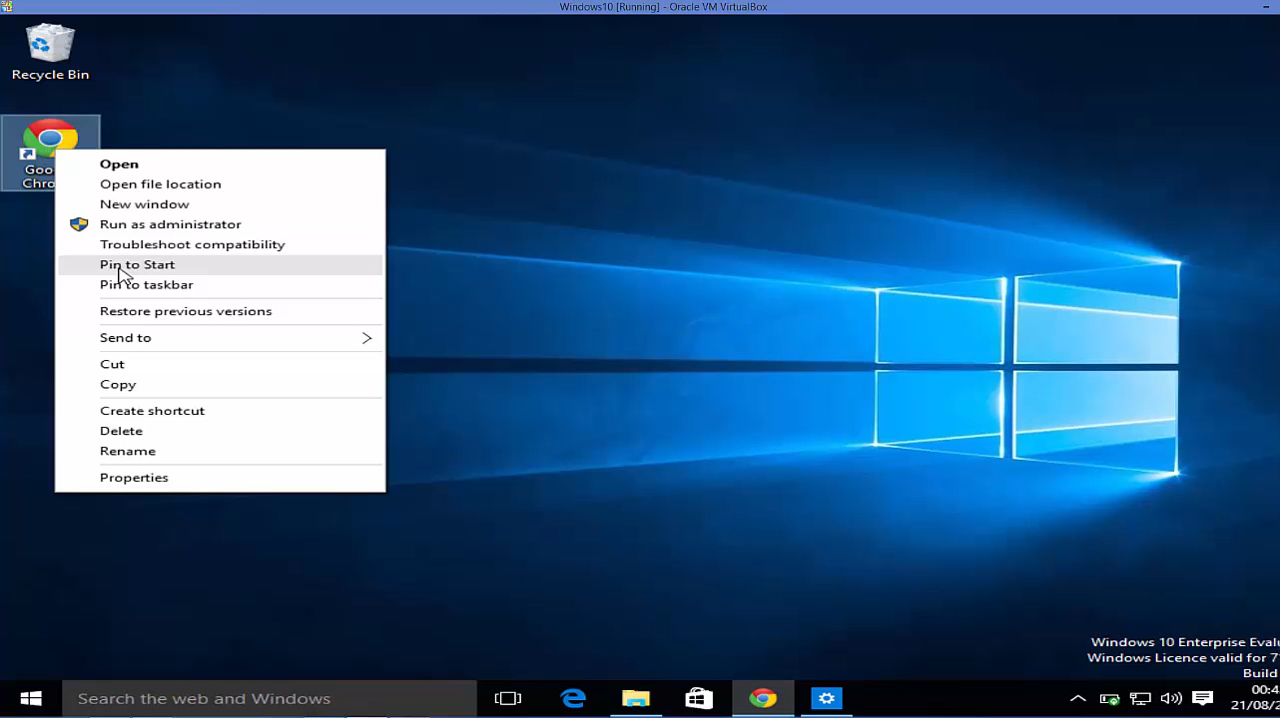 Windows10 [Running] - Oracle VM VirtualBox
Recycle Bin
Goo
Chro
Open
Open file location
New window
Run as administrator
Troubleshoot compatibility
Pin to Start
Pin to taskbar
Restore previous versions
Send to
Cut
Copy
Create shortcut
Delete
Rename
Properties
Windows 10 Enterprise Eval
Windows Licence valid for 7
Build
Search the web and Windows
00:4
21/08/2